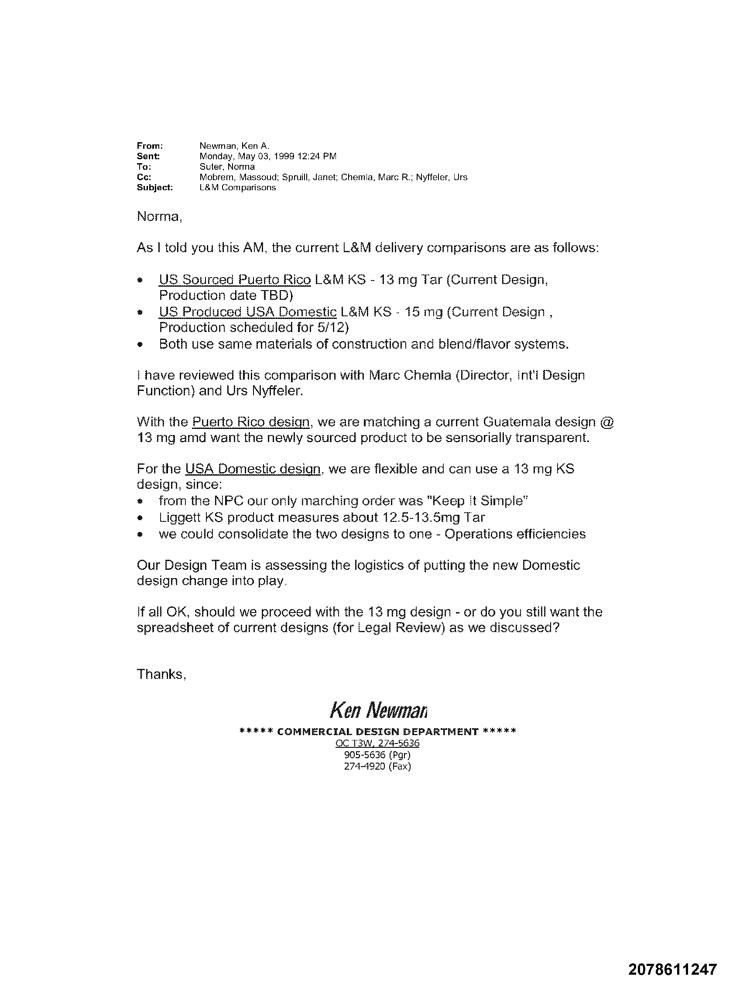 From: Newman, Ken A.
Sent: Monday, May 03, 1999 12:24 PM
To: Suter, Norma
Cc: Mobrem, Massoud; Spruill, Janet; Chemla, Marc R.; Nyffeler, Urs
Subject: L&M Comparisons
Norma,
As I told you this AM, the current L&M delivery comparisons are as follows:
• US Sourced Puerto Rico L&M KS - 13 mg Tar (Current Design,
Production date TBD)
• US Produced USA Domestic L&M KS - 15 mg (Current Design ,
Production scheduled for 5/12)
• Both use same materials of construction and blend/flavor systems.
I have reviewed this comparison with Marc Chemla (Director, Int'l Design
Function) and Urs Nyffeler.
With the Puerto Rico design, we are matching a current Guatemala design @
13 mg amd want the newly sourced product to be sensorially transparent.
For the USA Domestic design, we are flexible and can use a 13 mg KS
design, since:
• from the NPC our only marching order was "Keep it Simple"
• Liggett KS product measures about 12.5-13.5mg Tar
• we could consolidate the two designs to one - Operations efficiencies
Our Design Team is assessing the logistics of putting the new Domestic
design change into play.
If all OK, should we proceed with the 13 mg design - or do you still want the
spreadsheet of current designs (for Legal Review) as we discussed?
Thanks,
Ken Newman
***** COMMERCIAL DESIGN DEPARTMENT *****
OC T3W, 274-5636
905-5636 (Pgr)
274-4920 (Fax)
2078611247